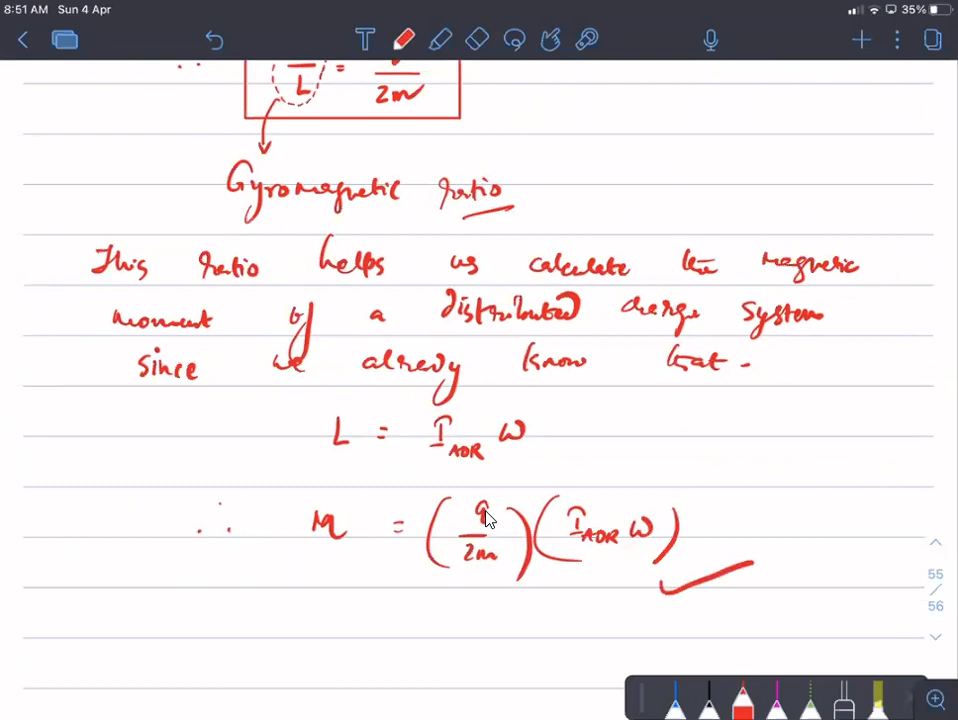 8:51 AM Sun 4 Apr 35%
∴ L = 2m
Gyromagnetic ratio
This ratio helps us calculate the magnetic
moment of a distributed charge system
since we already know that -
L = I_AOR ω
∴ M = (q/2m)(I_AOR ω)
55
/
56